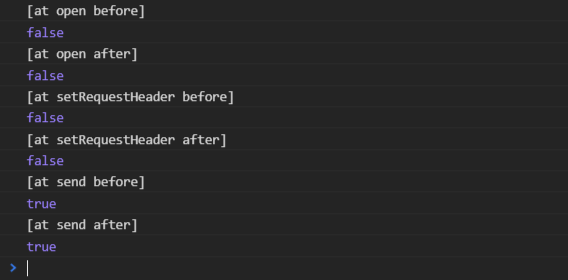 [at open before]
false
[at open after]
false
[at setRequestHeader before]
false
[at setRequestHeader after]
false
[at send before]
true
[at send after]
true
>